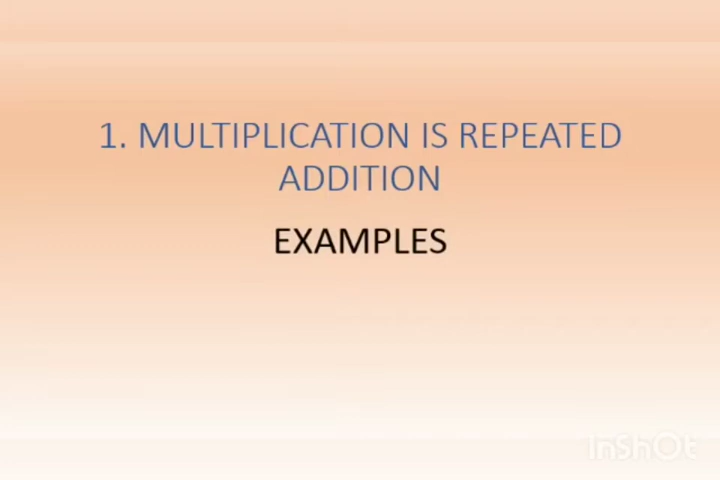 1. MULTIPLICATION IS REPEATED
ADDITION
EXAMPLES
InShOt